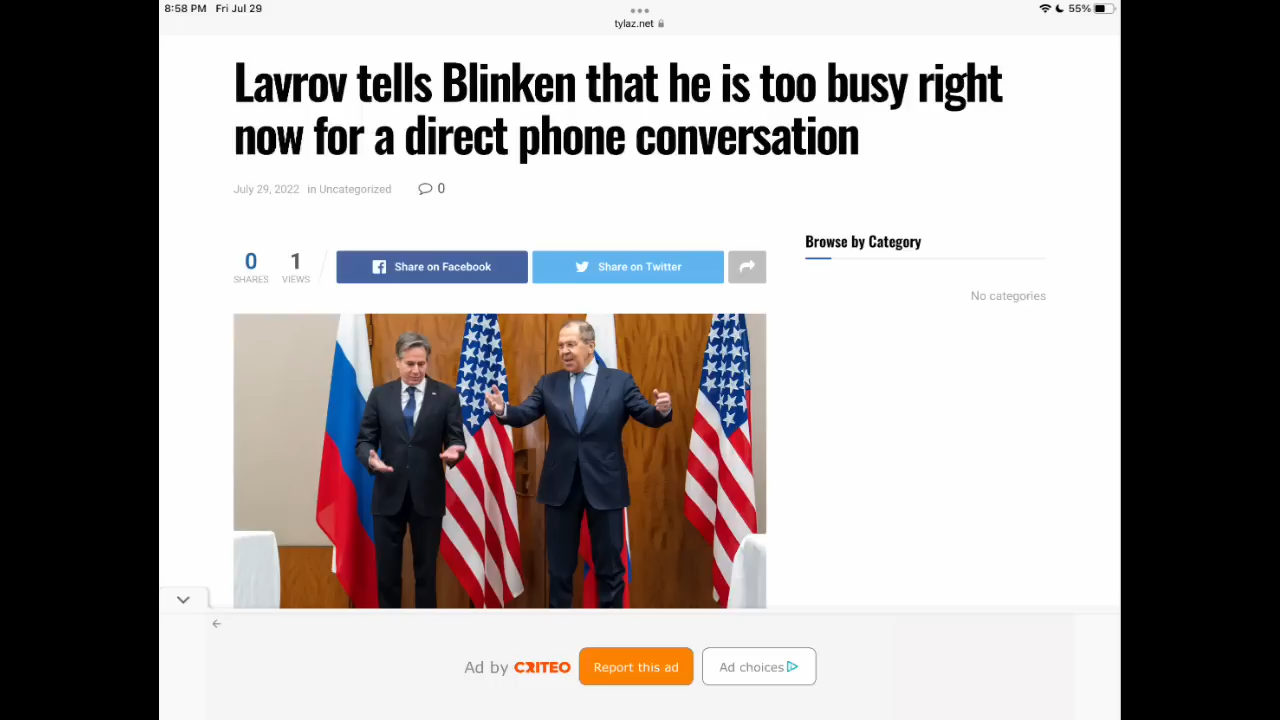 8:58 PM Fri Jul 29
55%
tylaz.net
Lavrov tells Blinken that he is too busy right
now for a direct phone conversation
July 29, 2022 in Uncategorized 0
Browse by Category
0 1
SHARES VIEWS
Share on Facebook
Share on Twitter
No categories
Ad by CRITEO
Report this ad
Ad choices